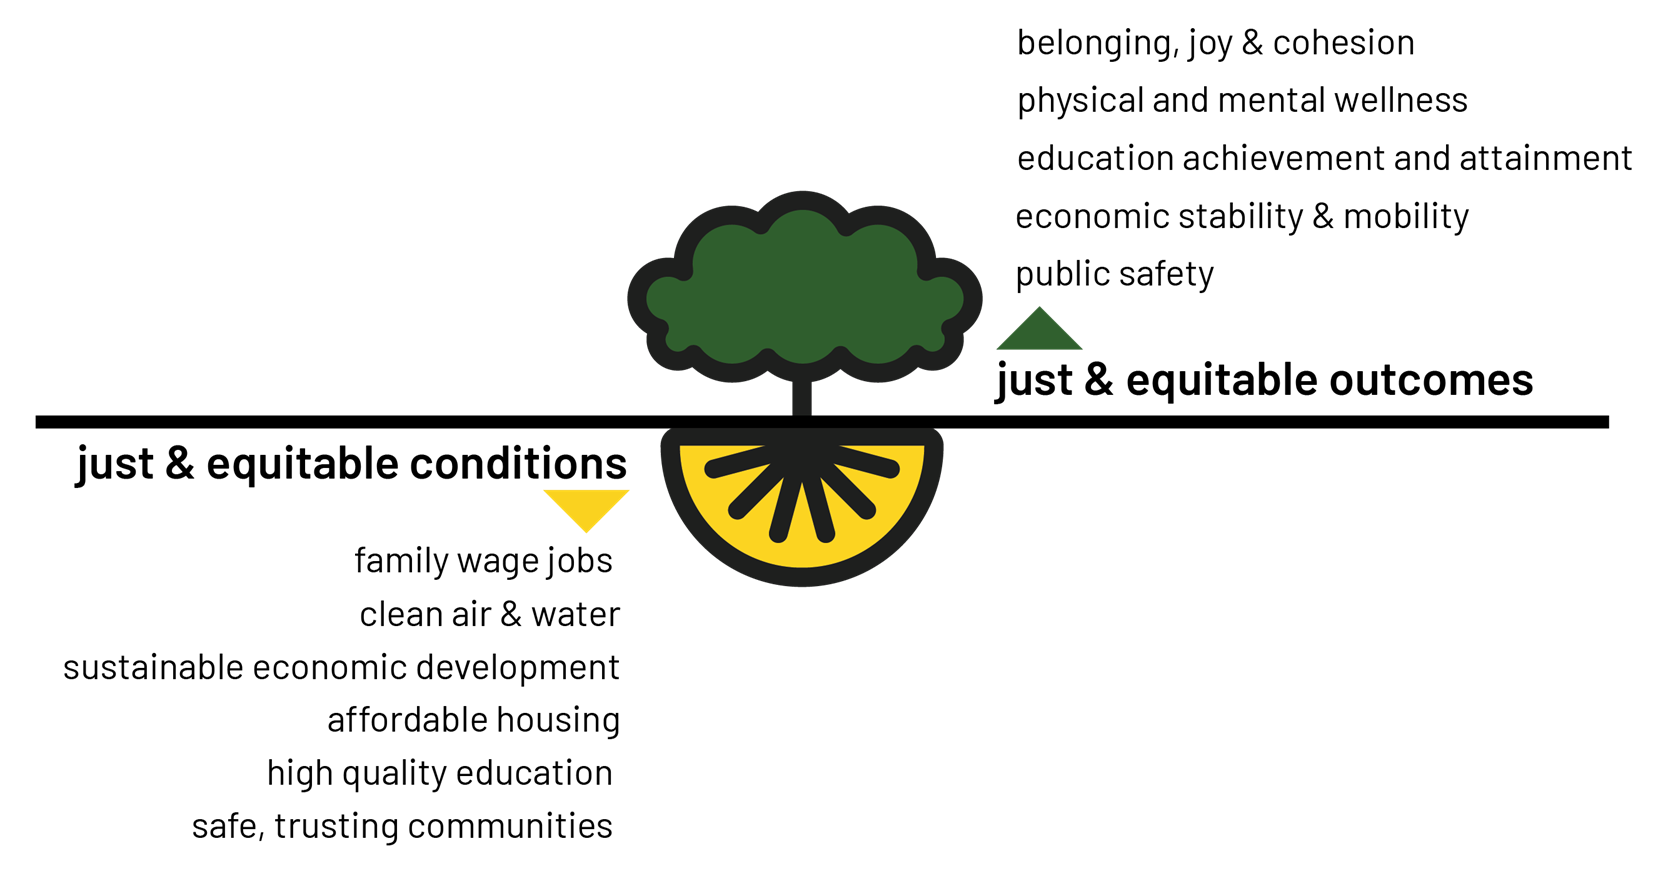 belonging, joy & cohesion
physical and mental wellness
education achievement and attainment
economic stability & mobility
public safety
just & equitable outcomes
just & equitable conditions
family wage jobs
clean air & water
sustainable economic development
affordable housing
high quality education
safe, trusting communities